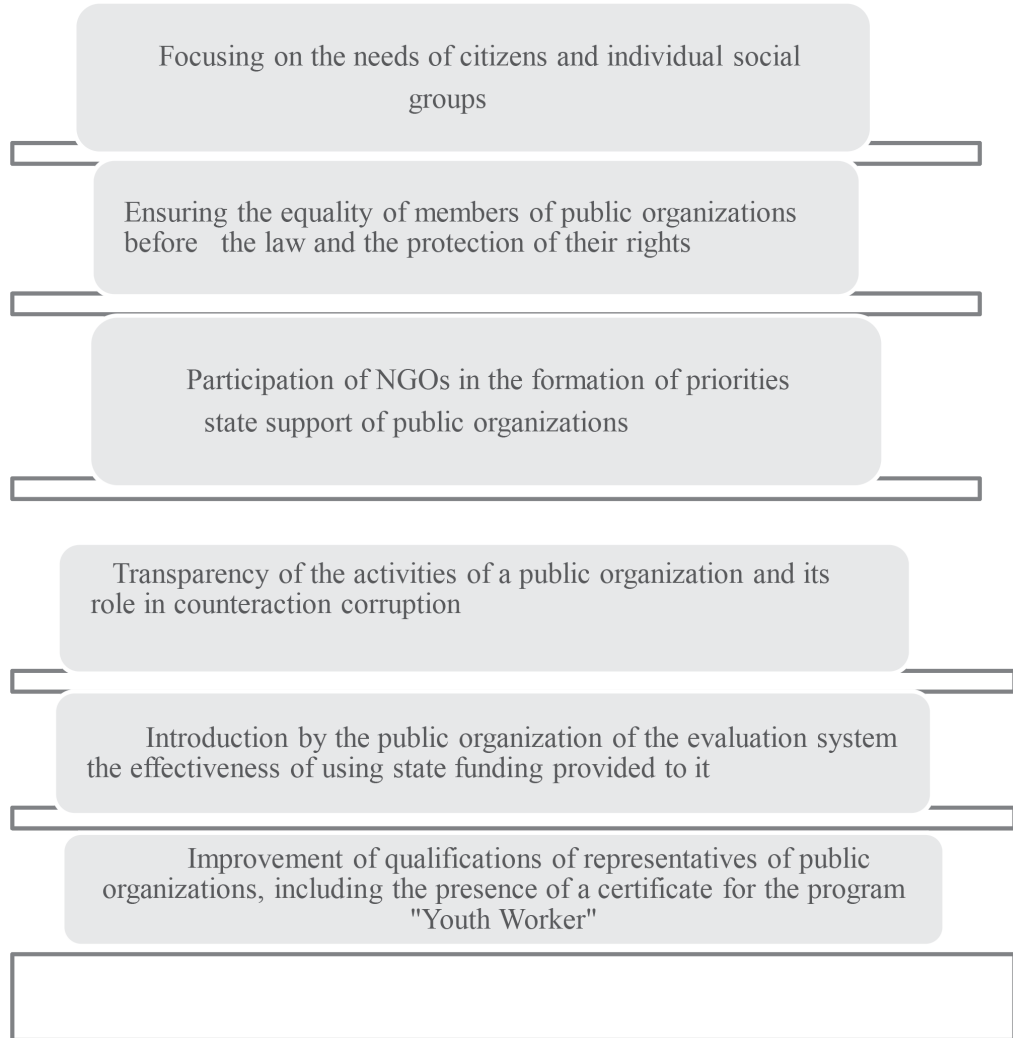 Focusing on the needs of citizens and individual social
groups
Ensuring the equality of members of public organizations
before the law and the protection of their rights
Participation of NGOs in the formation of priorities
state support of public organizations
Transparency of the activities of a public organization and its
role in counteraction corruption
Introduction by the public organization of the evaluation system
the effectiveness of using state funding provided to it
Improvement of qualifications of representatives of public
organizations, including the presence of a certificate for the program
"Youth Worker"